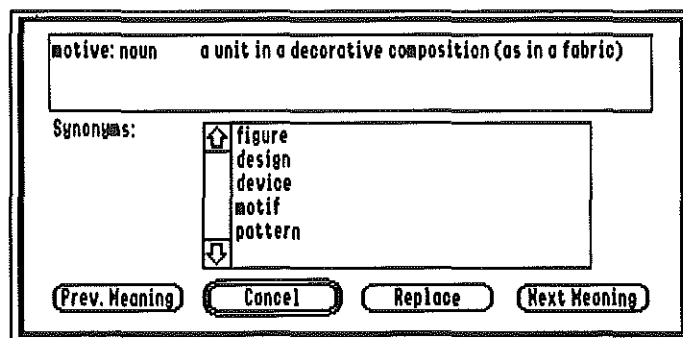 motive: noun a unit in a decorative composition (as in a fabric)
Synonyms:
figure
design
device
motif
pattern
Prev. Meaning Cancel Replace Next Meaning